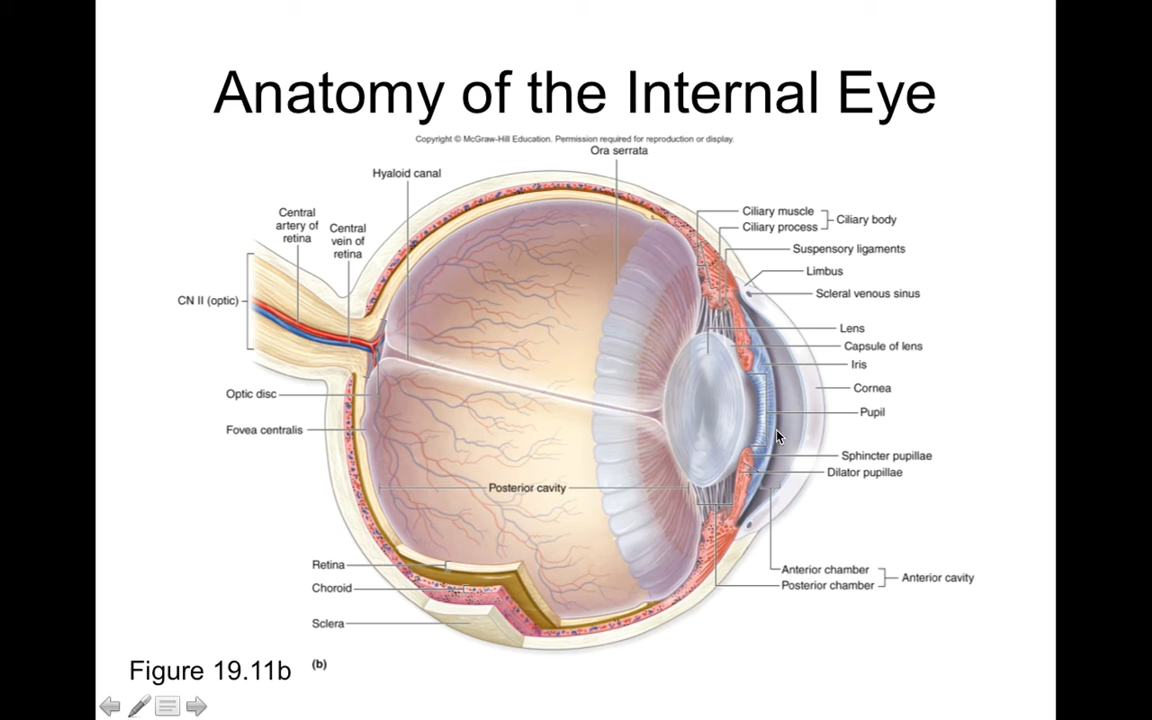 Anatomy of the Internal Eye
Copyright © McGraw-Hill Education. Permission required for reproduction or display.
Ora serrata
Hyaloid canal
Central
artery of
retina
Central
vein of
retina
CN II (optic)
Optic disc
Fovea centralis
Posterior cavity
Retina
Choroid
Sclera
Ciliary muscle
Ciliary process
Ciliary body
Suspensory ligaments
Limbus
Scleral venous sinus
Lens
Capsule of lens
Iris
Cornea
Pupil
Sphincter pupillae
Dilator pupillae
Anterior chamber
Posterior chamber
Anterior cavity
Figure 19.11b
(b)